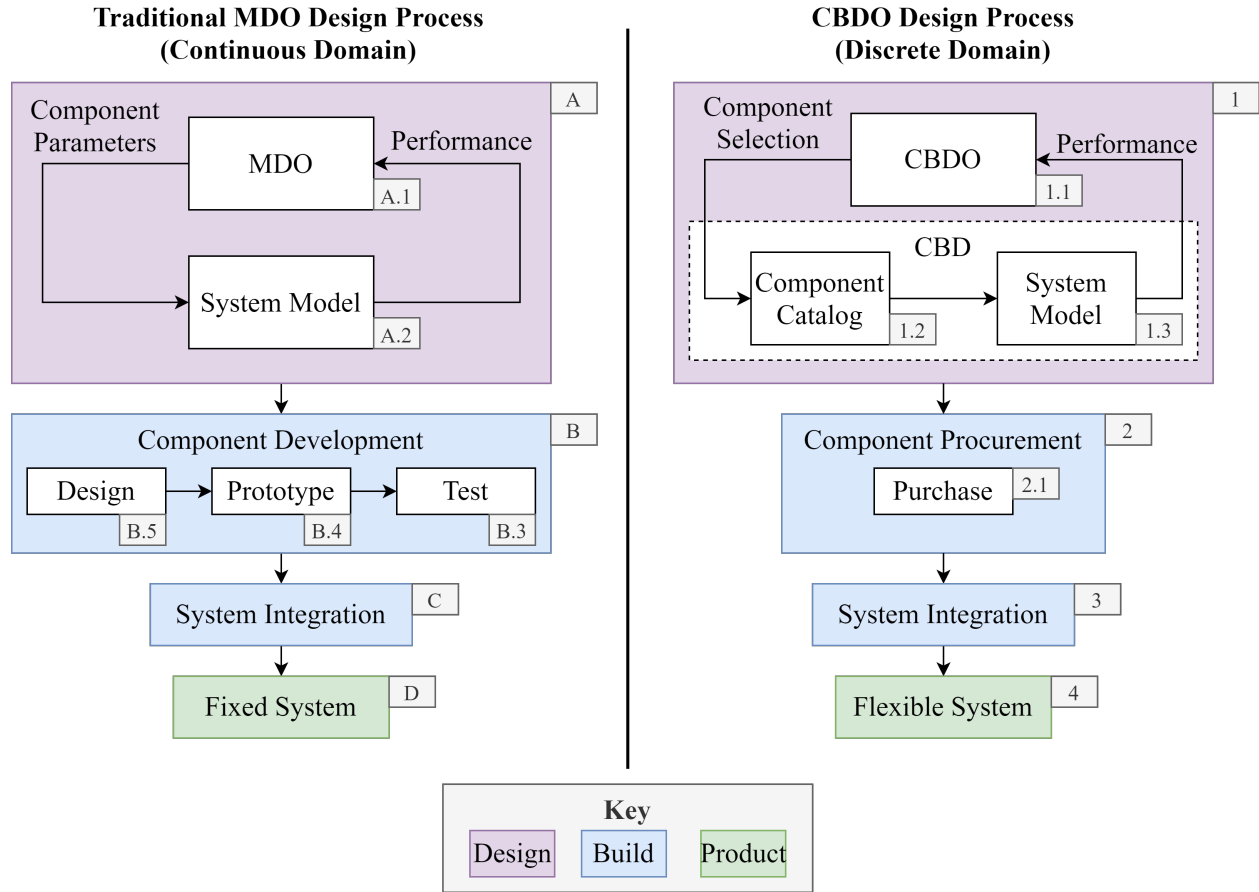 Traditional MDO Design Process
(Continuous Domain)
A
Component
Parameters
Performance
MDO
A.1
System Model
A.2
Component Development
B
Design
B.5
Prototype
B.4
Test
B.3
System Integration
C
Fixed System
D
CBDO Design Process
(Discrete Domain)
1
Component
Selection
Performance
CBDO
1.1
CBD
Component
Catalog
1.2
System
Model
1.3
Component Procurement
2
Purchase
2.1
System Integration
3
Flexible System
4
Key
Design
Build
Product